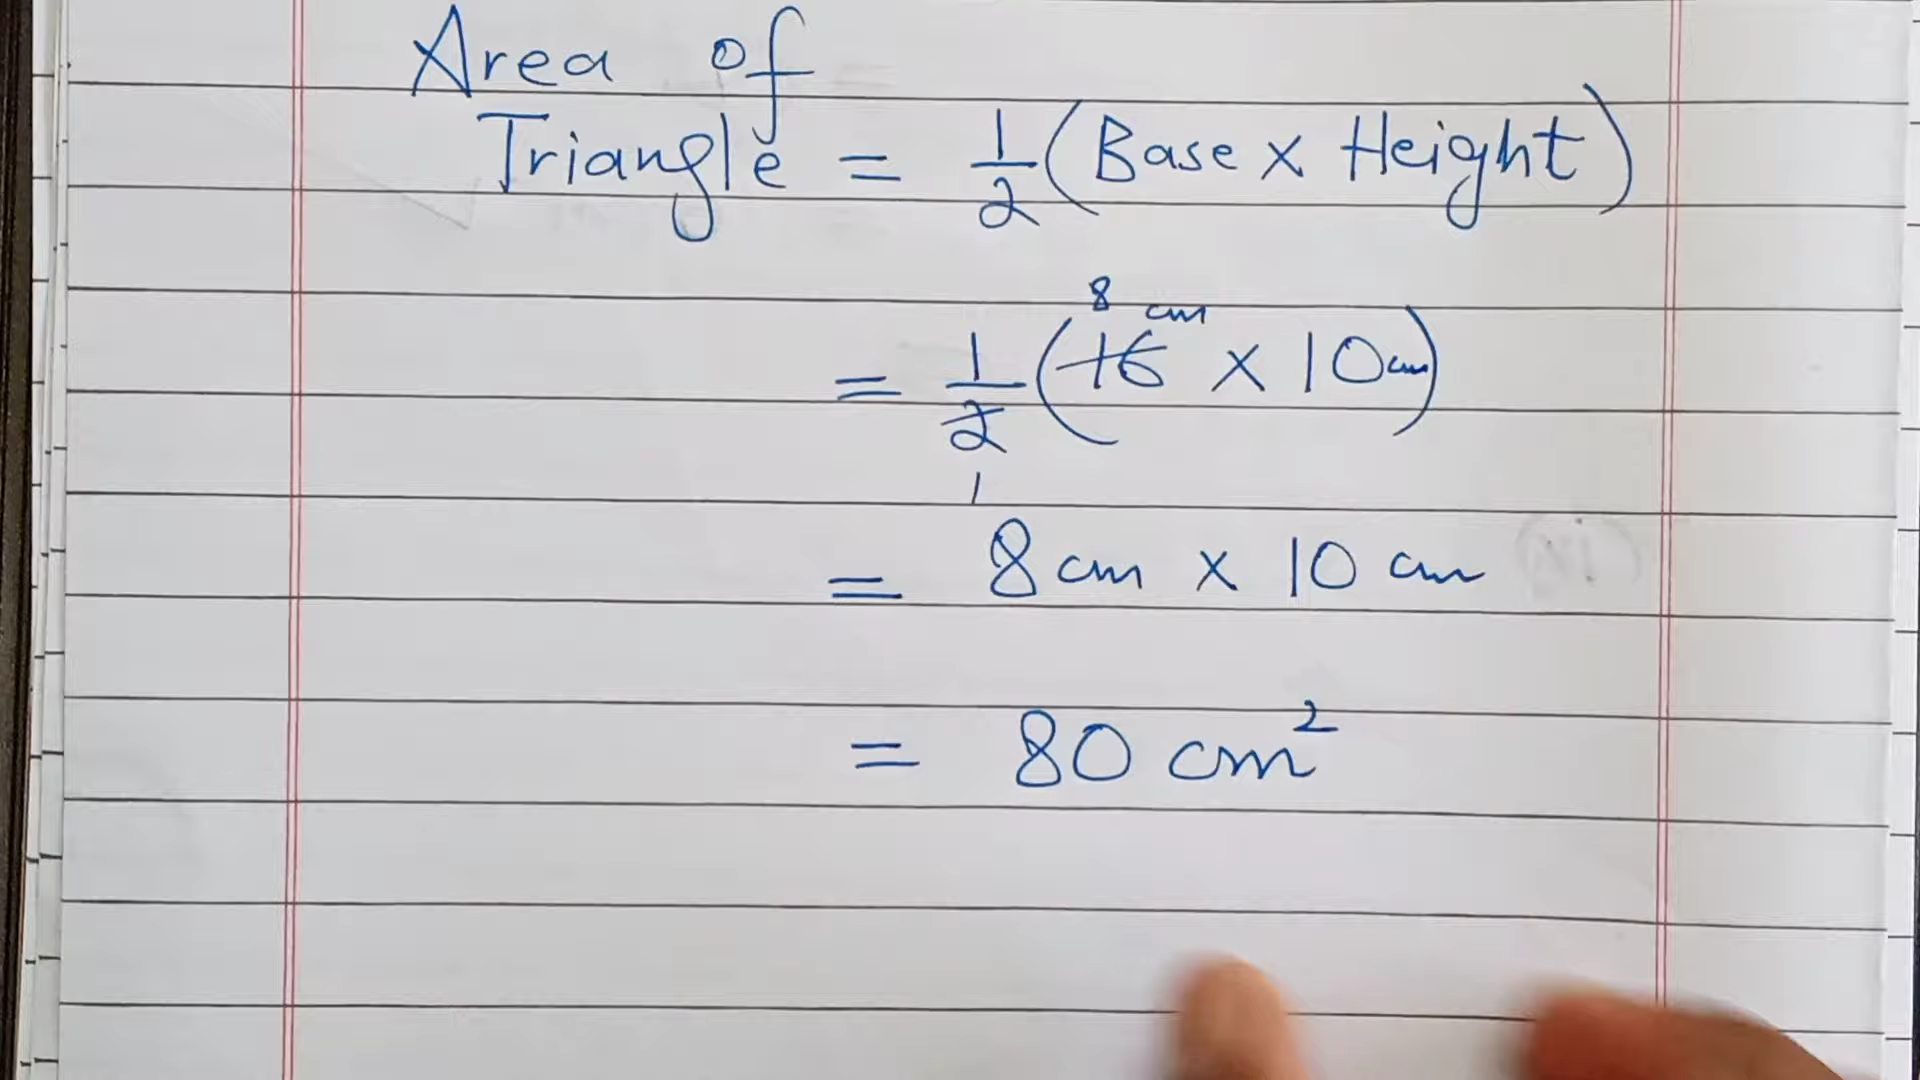 Area of
Triangle = 1/2 (Base x Height)
8 cm
= 1/2 (16 x 10cm)
1
= 8 cm x 10 cm
= 80 cm²